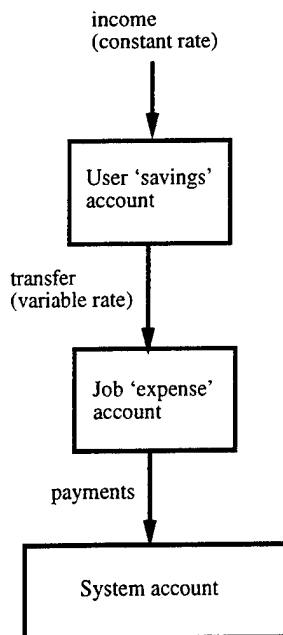 income
(constant rate)
User ‘savings’
account
transfer
(variable rate)
Job ‘expense’
account
payments
System account